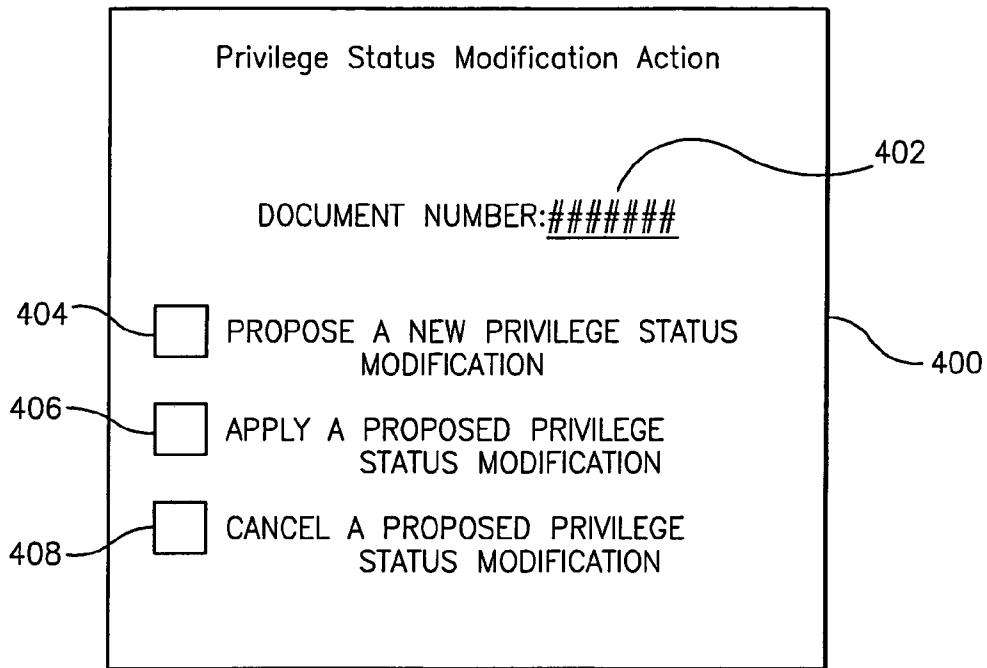 Privilege Status Modification Action
402
DOCUMENT NUMBER:#######
404
PROPOSE A NEW PRIVILEGE STATUS
MODIFICATION
400
406
APPLY A PROPOSED PRIVILEGE
STATUS MODIFICATION
408
CANCEL A PROPOSED PRIVILEGE
STATUS MODIFICATION